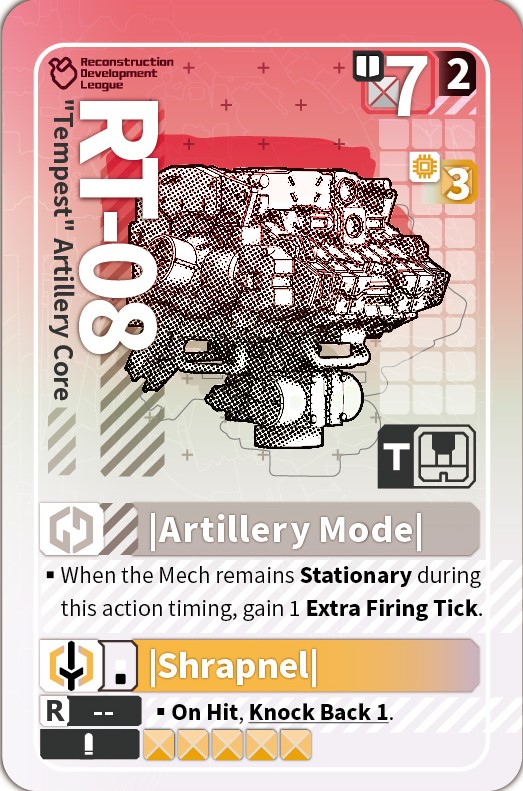 Reconstruction
Development
League
7
2
3
RT-08
"Tempest" Artillery Core
T
|Artillery Mode|
▪ When the Mech remains Stationary during
this action timing, gain 1 Extra Firing Tick.
|Shrapnel|
R --
▪ On Hit, Knock Back 1.
!